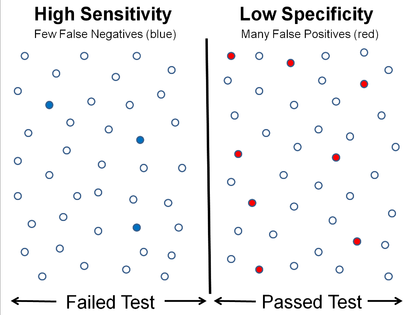 High Sensitivity
Few False Negatives (blue)
Low Specificity
Many False Positives (red)
Failed Test
Passed Test